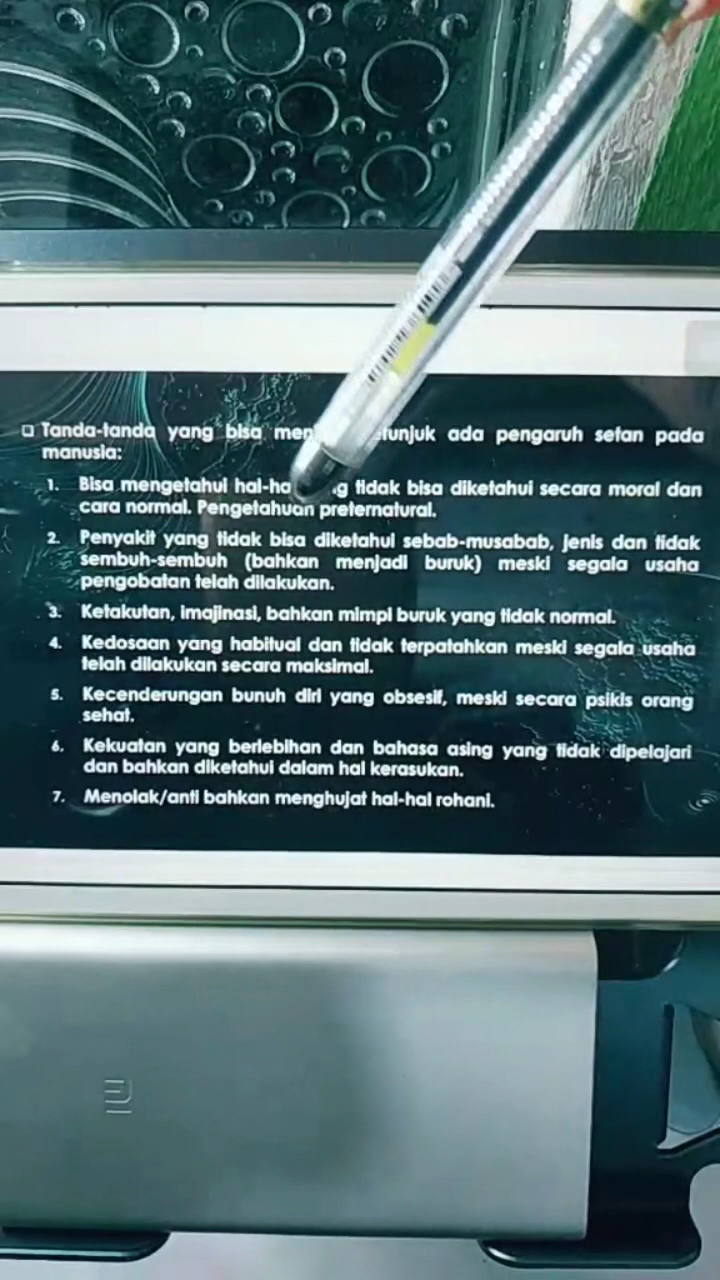 Tanda-tanda yang bisa men etunjuk ada pengaruh setan pada
manusia:
1. Bisa mengetahui hal-ha g tidak bisa diketahui secara moral dan
cara normal. Pengetahuan preternatural.
2. Penyakit yang tidak bisa diketahui sebab-musabab, jenis dan tidak
sembuh-sembuh (bahkan menjadi buruk) meski segala usaha
pengobatan telah dilakukan.
3. Ketakutan, imajinasi, bahkan mimpi buruk yang tidak normal.
4. Kedosaan yang habitual dan tidak terpatahkan meski segala usaha
telah dilakukan secara maksimal.
5. Kecenderungan bunuh diri yang obsesif, meski secara psikis orang
sehat.
6. Kekuatan yang berlebihan dan bahasa asing yang tidak dipelajari
dan bahkan diketahui dalam hal kerasukan.
7. Menolak/anti bahkan menghujat hal-hal rohani.